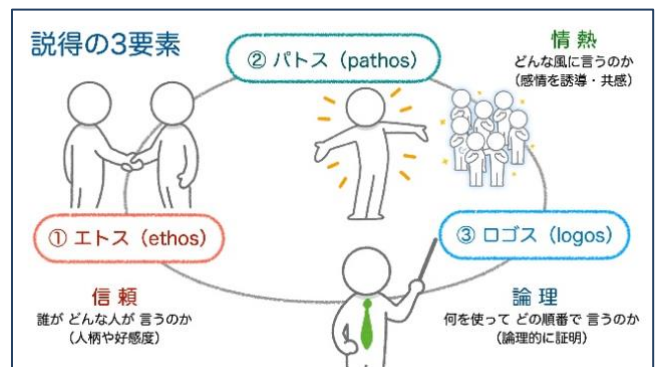 説得の3要素
② パトス（pathos）
情熱
どんな風に言うのか
（感情を誘導・共感）
① エトス（ethos）
信頼
誰が どんな人が 言うのか
（人柄や好感度）
③ ロゴス（logos）
論理
何を使って どの順番で 言うのか
（論理的に証明）